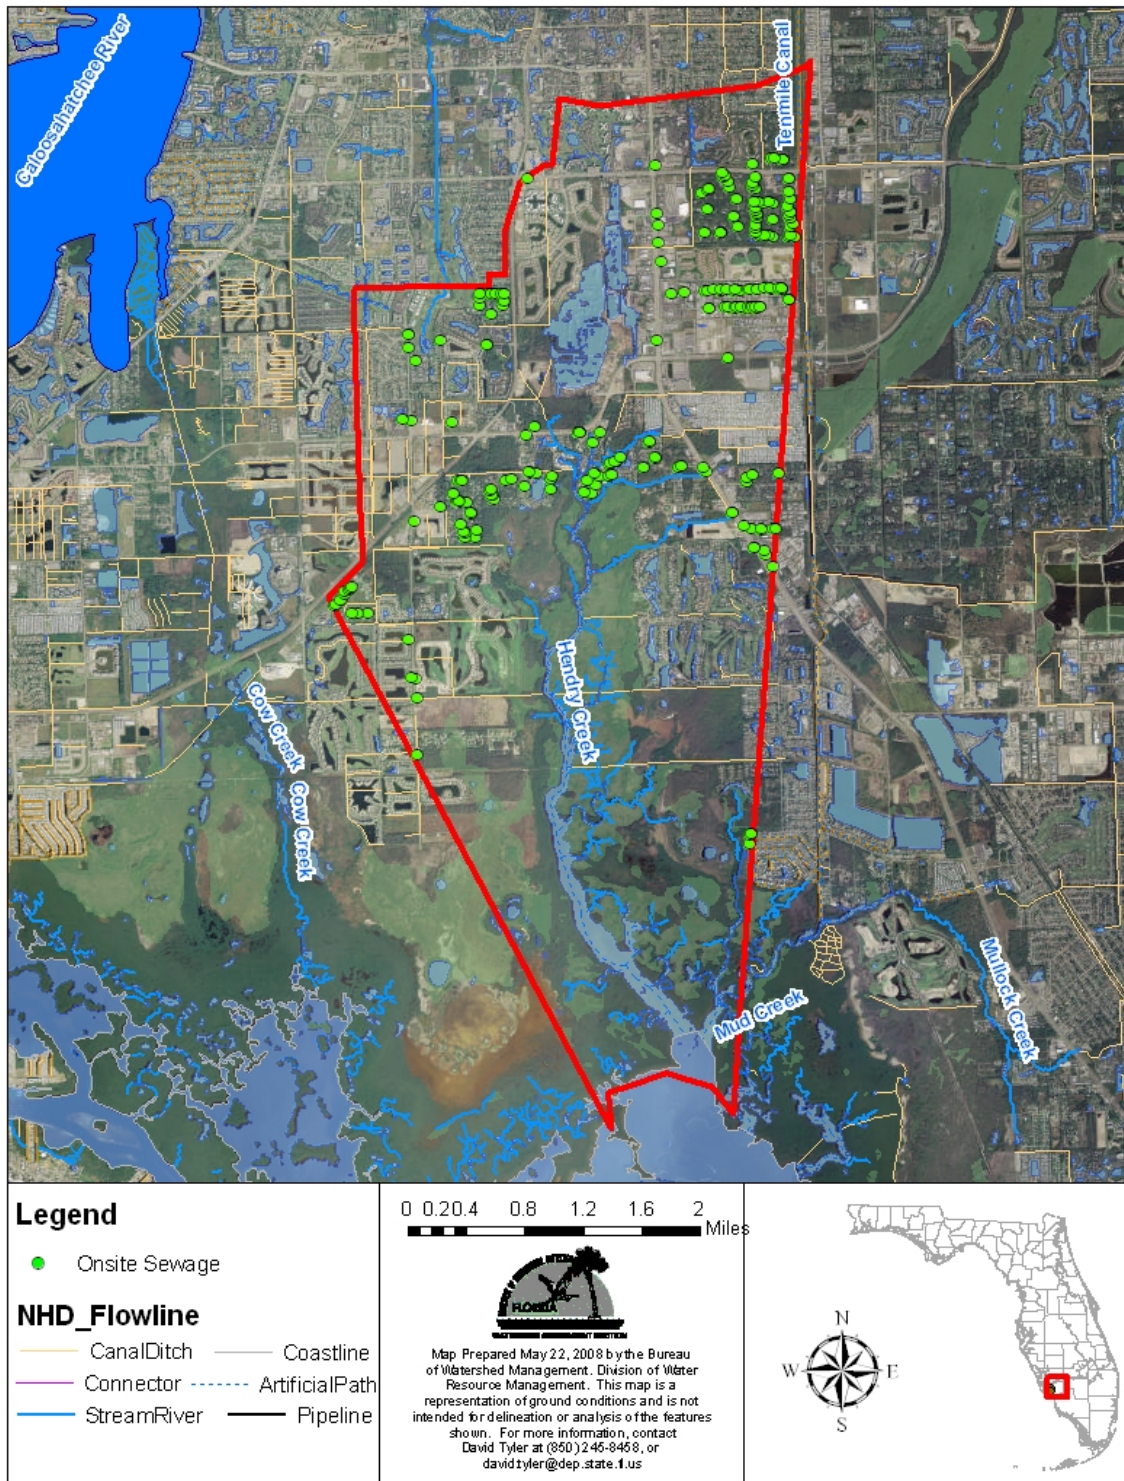 Caloosahatchee River
Tenmile Canal
Hendry Creek
Cow Creek
Cow Creek
Mud Creek
Mullock Creek
Legend
Onsite Sewage
NHD_Flowline
CanalDitch
Coastline
Connector
ArtificialPath
StreamRiver
Pipeline
0 0.20.4 0.8 1.2 1.6 2
Miles
FLORIDA
Map Prepared May 22, 2008 by the Bureau
of Watershed Management. Division of Water
Resource Management. This map is a
representation of ground conditions and is not
intended for delineation or analysis of the features
shown. For more information, contact
David Tyler at (850) 245-8458, or
david.tyler@dep.state.fl.us
N
W E
S